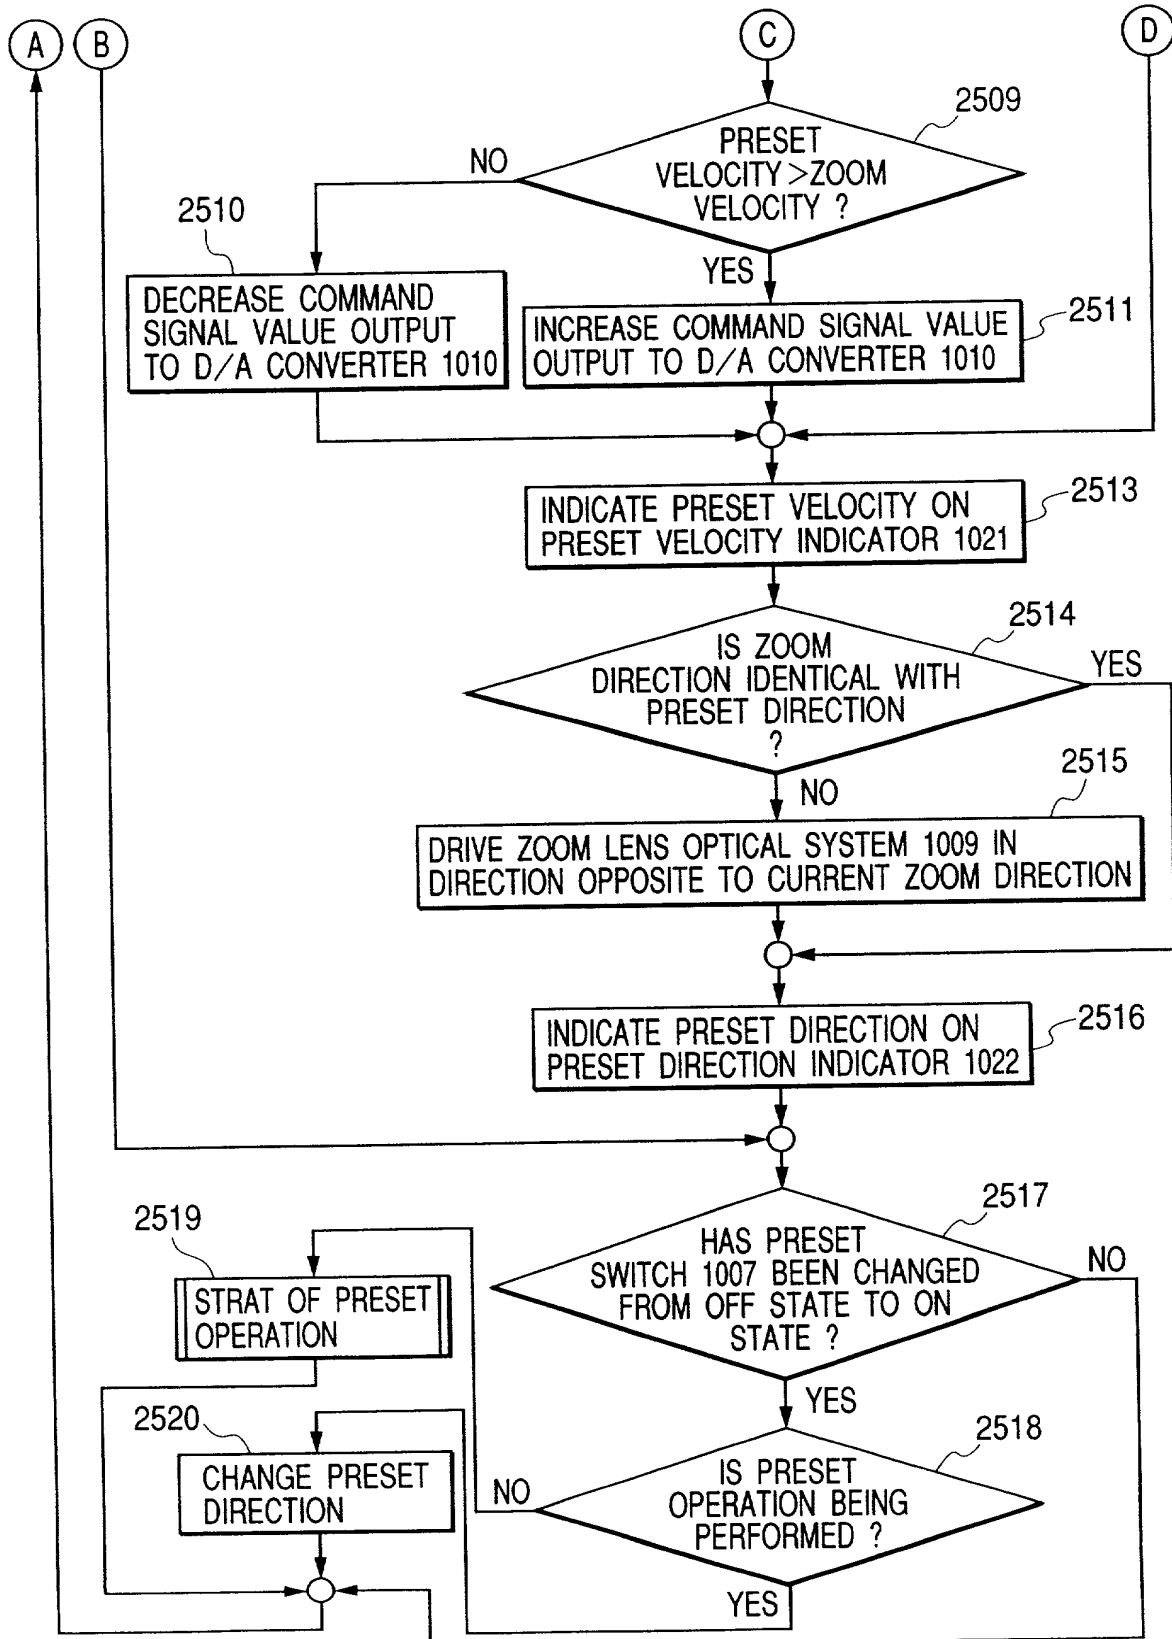 A
B
C
D
2509
PRESET
VELOCITY>ZOOM
VELOCITY ?
NO
YES
2510
DECREASE COMMAND
SIGNAL VALUE OUTPUT
TO D/A CONVERTER 1010
2511
INCREASE COMMAND SIGNAL VALUE
OUTPUT TO D/A CONVERTER 1010
2513
INDICATE PRESET VELOCITY ON
PRESET VELOCITY INDICATOR 1021
2514
IS ZOOM
DIRECTION IDENTICAL WITH
PRESET DIRECTION
?
YES
NO
2515
DRIVE ZOOM LENS OPTICAL SYSTEM 1009 IN
DIRECTION OPPOSITE TO CURRENT ZOOM DIRECTION
2516
INDICATE PRESET DIRECTION ON
PRESET DIRECTION INDICATOR 1022
2517
HAS PRESET
SWITCH 1007 BEEN CHANGED
FROM OFF STATE TO ON
STATE ?
NO
YES
2519
STRAT OF PRESET
OPERATION
2520
CHANGE PRESET
DIRECTION
2518
IS PRESET
OPERATION BEING
PERFORMED ?
NO
YES